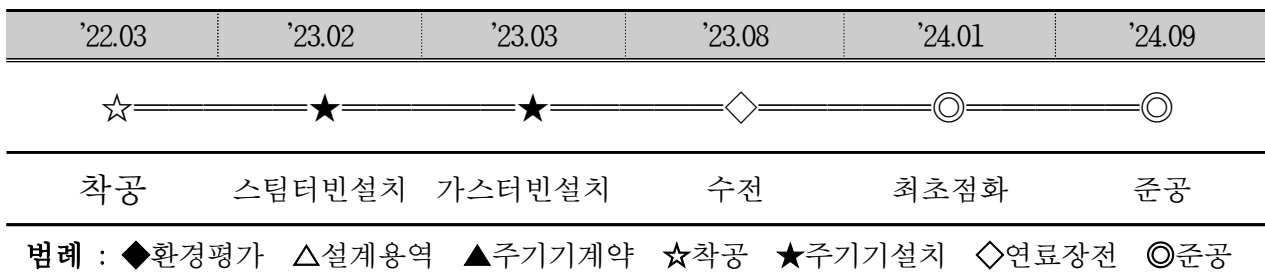 ’22.03 ’23.02 ’23.03 ’23.08 ’24.01 ’24.09
☆═════★═════★═════◇═════◎═════◎
착공 스팀터빈설치 가스터빈설치 수전 최초점화 준공
범례 : ◆환경평가 △설계용역 ▲주기기계약 ☆착공 ★주기기설치 ◇연료장전 ◎준공